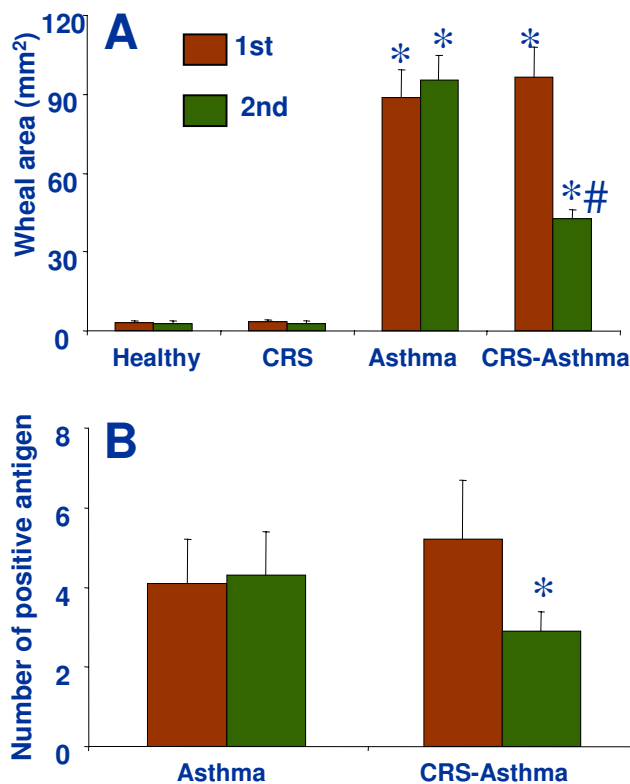 A
Wheal area (mm²)
120
90
60
30
0
1st
2nd
*
*
*
*#
Healthy
CRS
Asthma
CRS-Asthma
B
Number of positive antigen
8
6
4
2
0
*
Asthma
CRS-Asthma